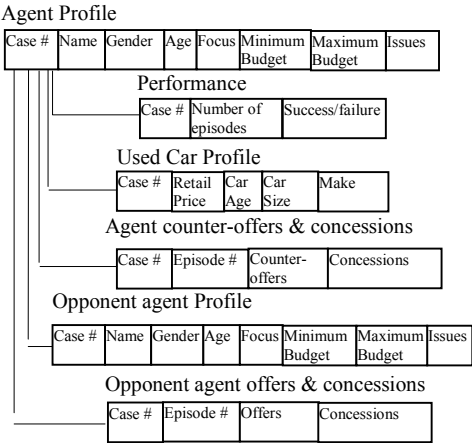 Agent Profile
Case # Name Gender Age Focus Minimum Budget Maximum Budget Issues
Performance
Case # Number of episodes Success/failure
Used Car Profile
Case # Retail Price Car Age Car Size Make
Agent counter-offers & concessions
Case # Episode # Counter-offers Concessions
Opponent agent Profile
Case # Name Gender Age Focus Minimum Budget Maximum Budget Issues
Opponent agent offers & concessions
Case # Episode # Offers Concessions